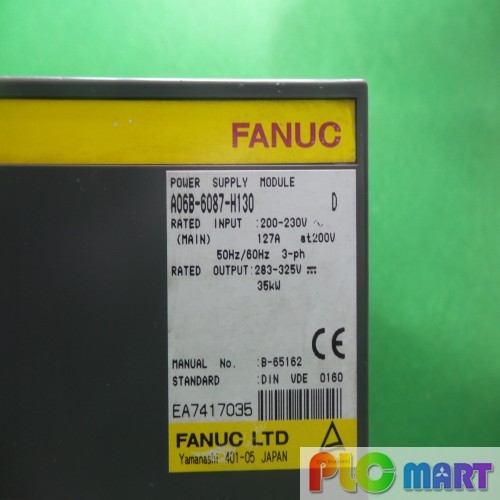 FANUC
POWER SUPPLY MODULE
A06B-6087-H130 D
RATED INPUT :200-230V ~
(MAIN) 127A at200V
50Hz/60Hz 3-ph
RATED OUTPUT:283-325V ⎓
35kW
CE
MANUAL No. :B-65162
STANDARD :DIN VDE 0160
EA7417035
FANUC LTD
Yamanashi 401-05 JAPAN
PLC MART